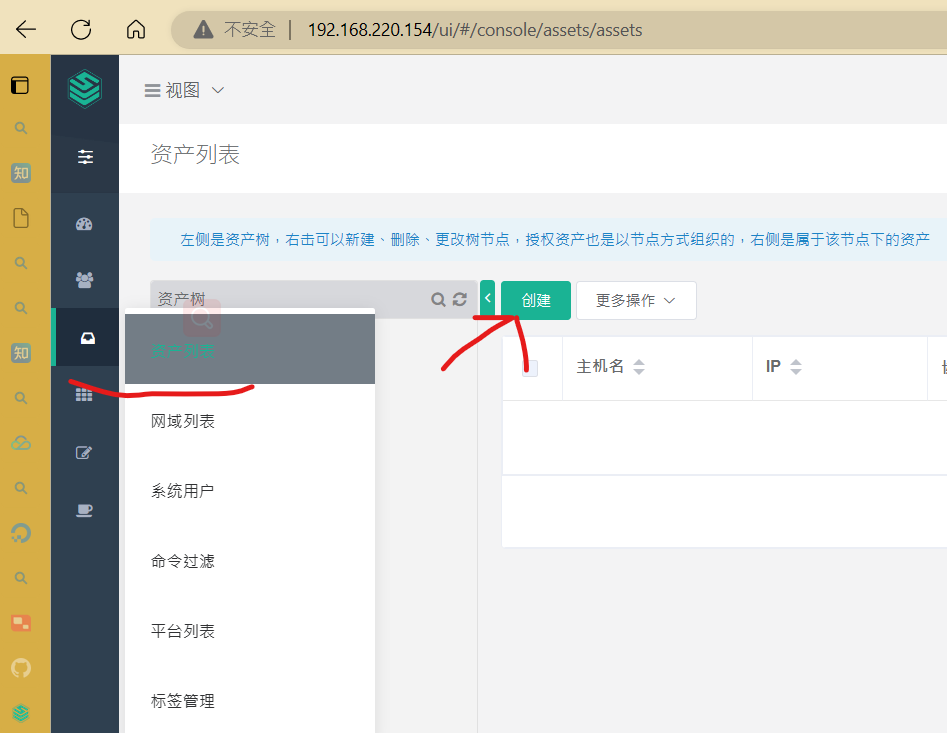 不安全 | 192.168.220.154/ui/#/console/assets/assets
视图
资产列表
左侧是资产树，右击可以新建、删除、更改树节点，授权资产也是以节点方式组织的，右侧是属于该节点下的资产
资产树
创建
更多操作
资产列表
主机名
IP
网域列表
系统用户
命令过滤
平台列表
标签管理
知
知